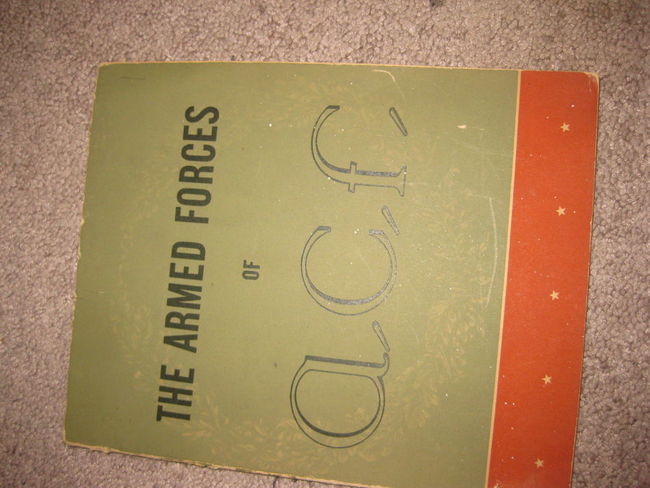 THE ARMED FORCES
OF
a.c.f.